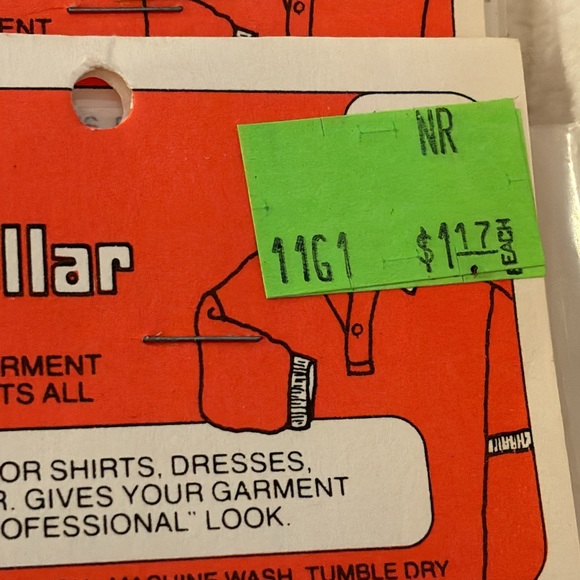 ENT
NR
11G1 $1.17 EACH
llar
RMENT
TS ALL
OR SHIRTS, DRESSES,
R. GIVES YOUR GARMENT
OFESSIONAL" LOOK.
MACHINE WASH, TUMBLE DRY